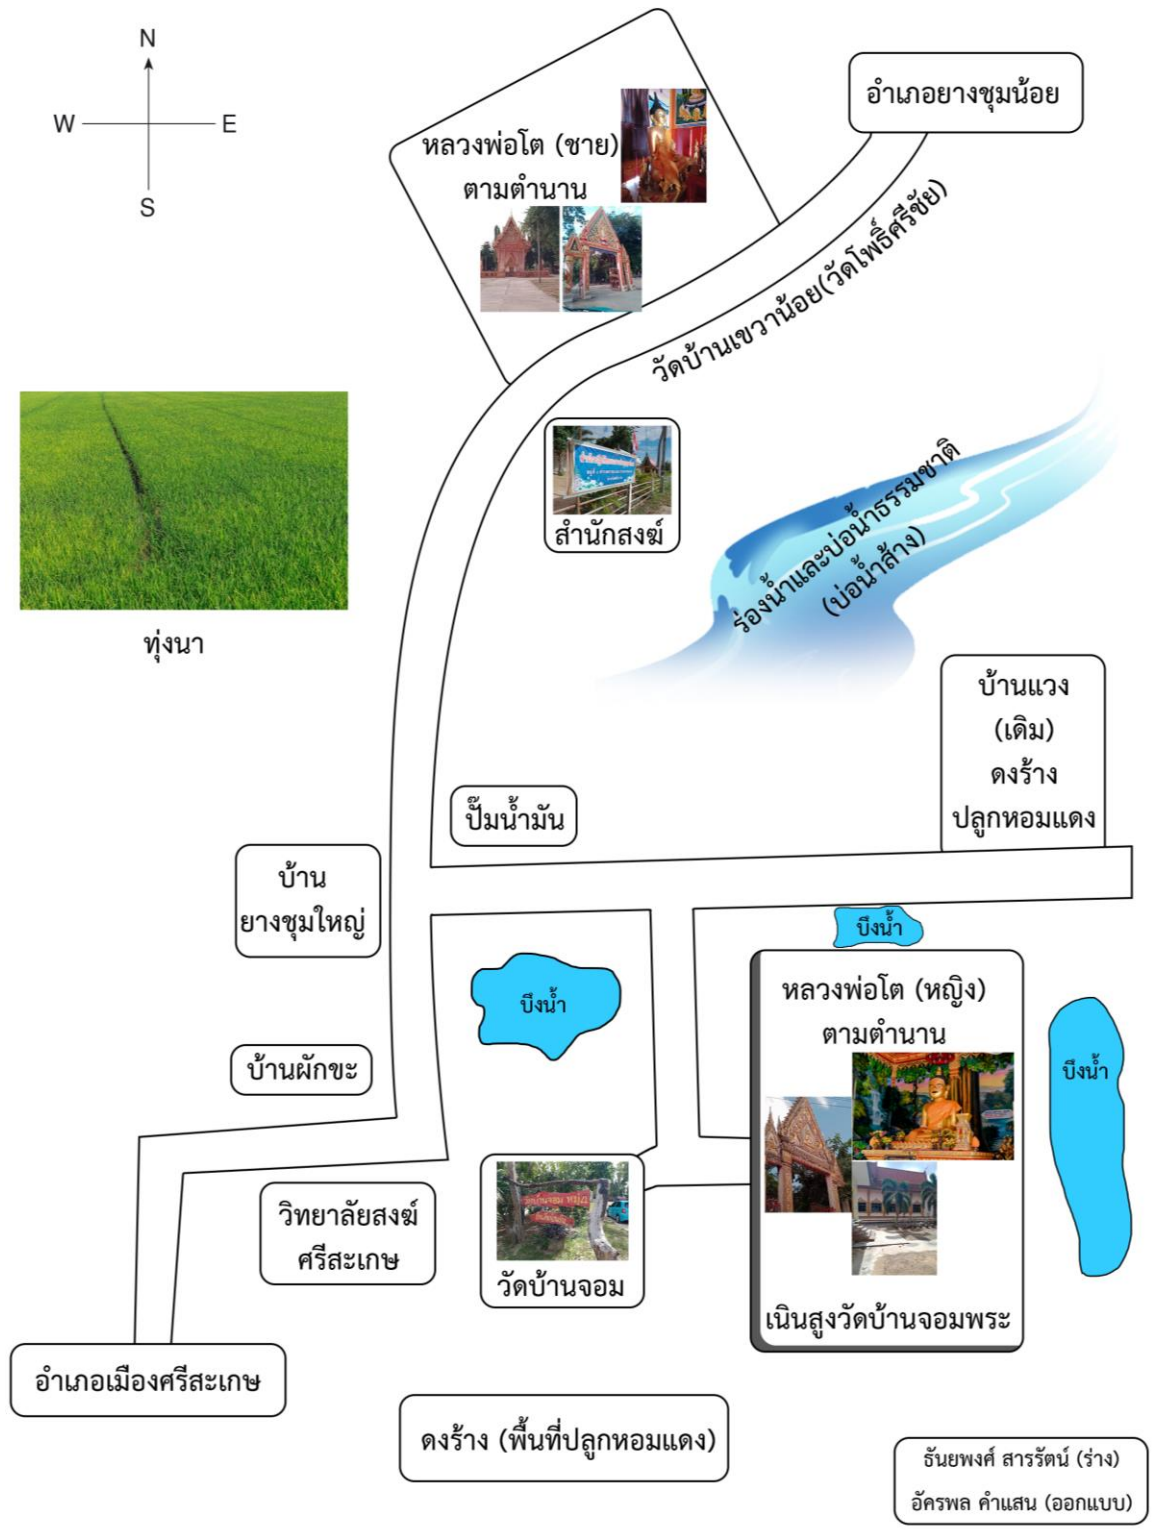 N
W E
S
อำเภอยางชุมน้อย
หลวงพ่อโต (ชาย)
ตามตำนาน
วัดบ้านเขวาน้อย(วัดโพธิ์ศรีชัย)
สำนักสงฆ์
ร่องน้ำและบ่อน้ำธรรมชาติ
(บ่อน้ำส้าง)
ทุ่งนา
บ้านแวง
(เดิม)
ดงร้าง
ปลูกหอมแดง
ปั๊มน้ำมัน
บ้าน
ยางชุมใหญ่
บึงน้ำ
บึงน้ำ
หลวงพ่อโต (หญิง)
ตามตำนาน
บึงน้ำ
บ้านผักขะ
วิทยาลัยสงฆ์
ศรีสะเกษ
วัดบ้านจอม
เนินสูงวัดบ้านจอมพระ
อำเภอเมืองศรีสะเกษ
ดงร้าง (พื้นที่ปลูกหอมแดง)
ธันยพงศ์ สารรัตน์ (ร่าง)
อัครพล คำแสน (ออกแบบ)